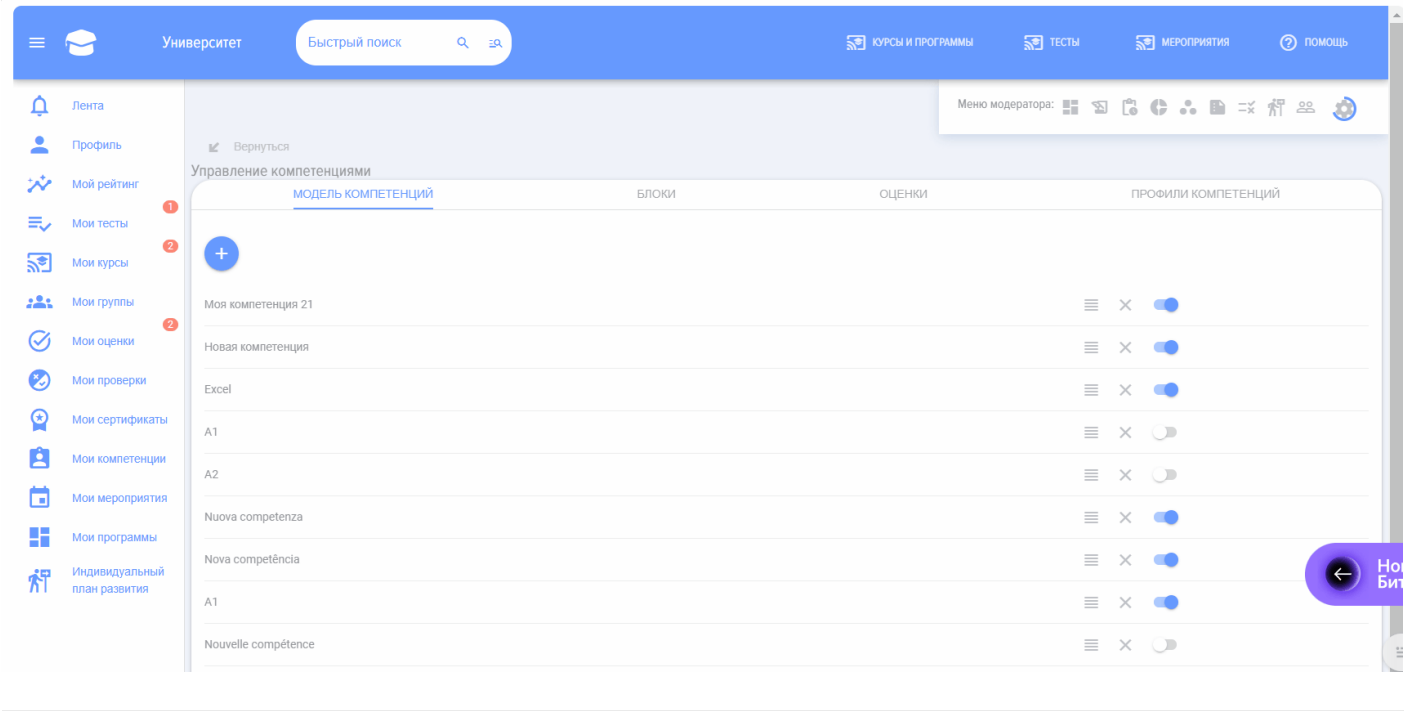 Университет
Быстрый поиск
КУРСЫ И ПРОГРАММЫ
ТЕСТЫ
МЕРОПРИЯТИЯ
ПОМОЩЬ
Меню модератора:
Лента
Профиль
Мой рейтинг
1
Мои тесты
2
Мои курсы
Мои группы
2
Мои оценки
Мои проверки
Мои сертификаты
Мои компетенции
Мои мероприятия
Мои программы
Индивидуальный
план развития
Вернуться
Управление компетенциями
МОДЕЛЬ КОМПЕТЕНЦИЙ
БЛОКИ
ОЦЕНКИ
ПРОФИЛИ КОМПЕТЕНЦИЙ
Моя компетенция 21
Новая компетенция
Excel
A1
A2
Nuova competenza
Nova competência
A1
Nouvelle compétence